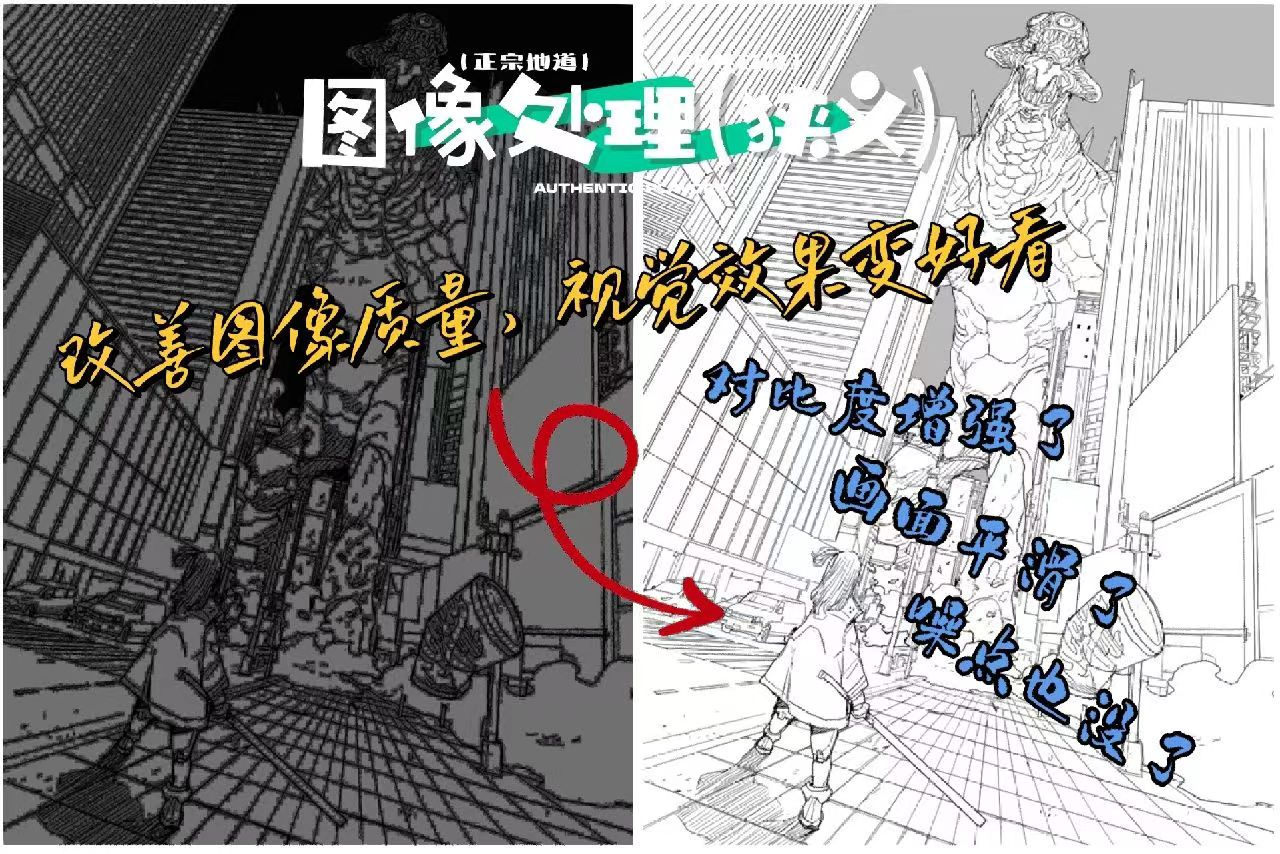 (正宗地道)
图像处理(狭义)
AUTHENTIC
改善图像质量，视觉效果变好看
对比度增强了
画面平滑了
噪点也没了